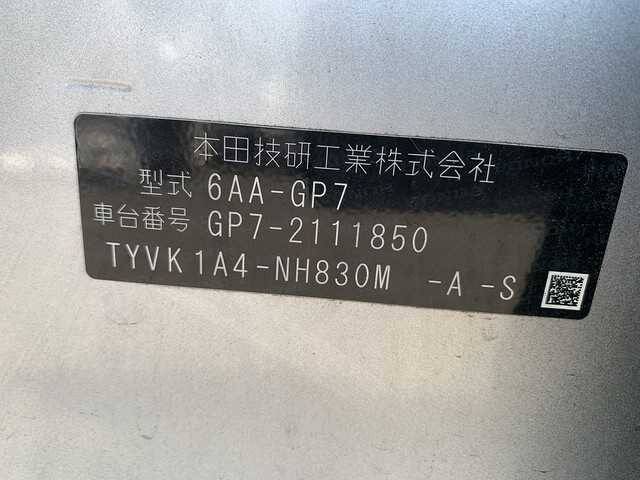 本田技研工業株式会社
型式 6AA-GP7
車台番号 GP7-2111850
TYVK1A4-NH830M -A -S